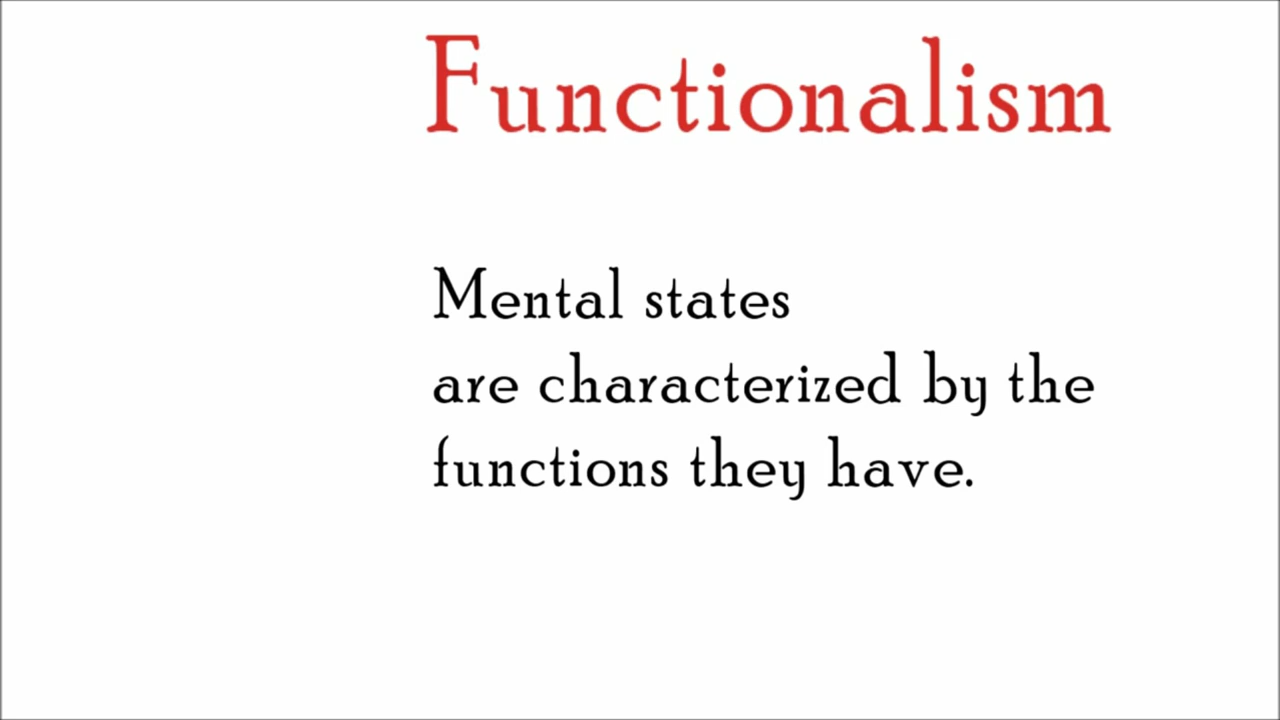 Functionalism
Mental states
are characterized by the
functions they have.